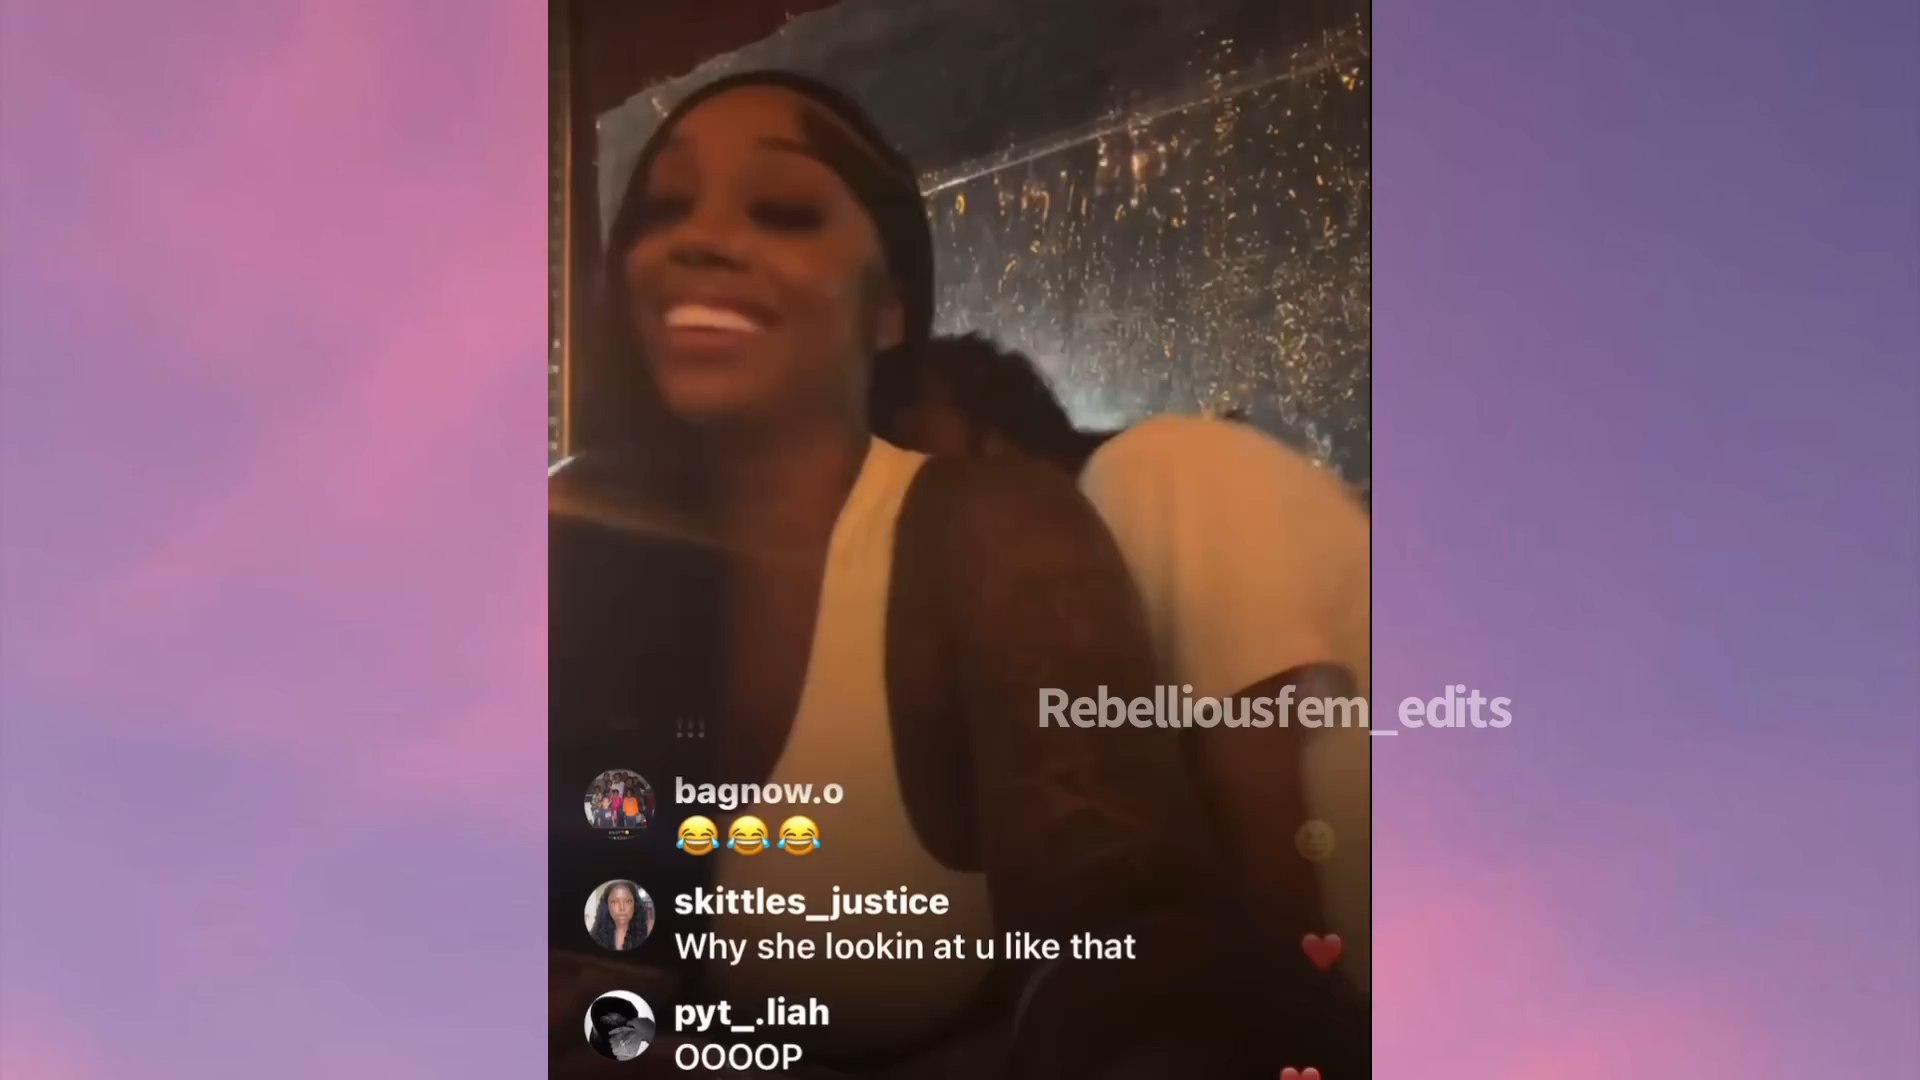 Rebelliousfem_edits
bagnow.o
😂😂😂
skittles_justice
Why she lookin at u like that
pyt_.liah
OOOOP